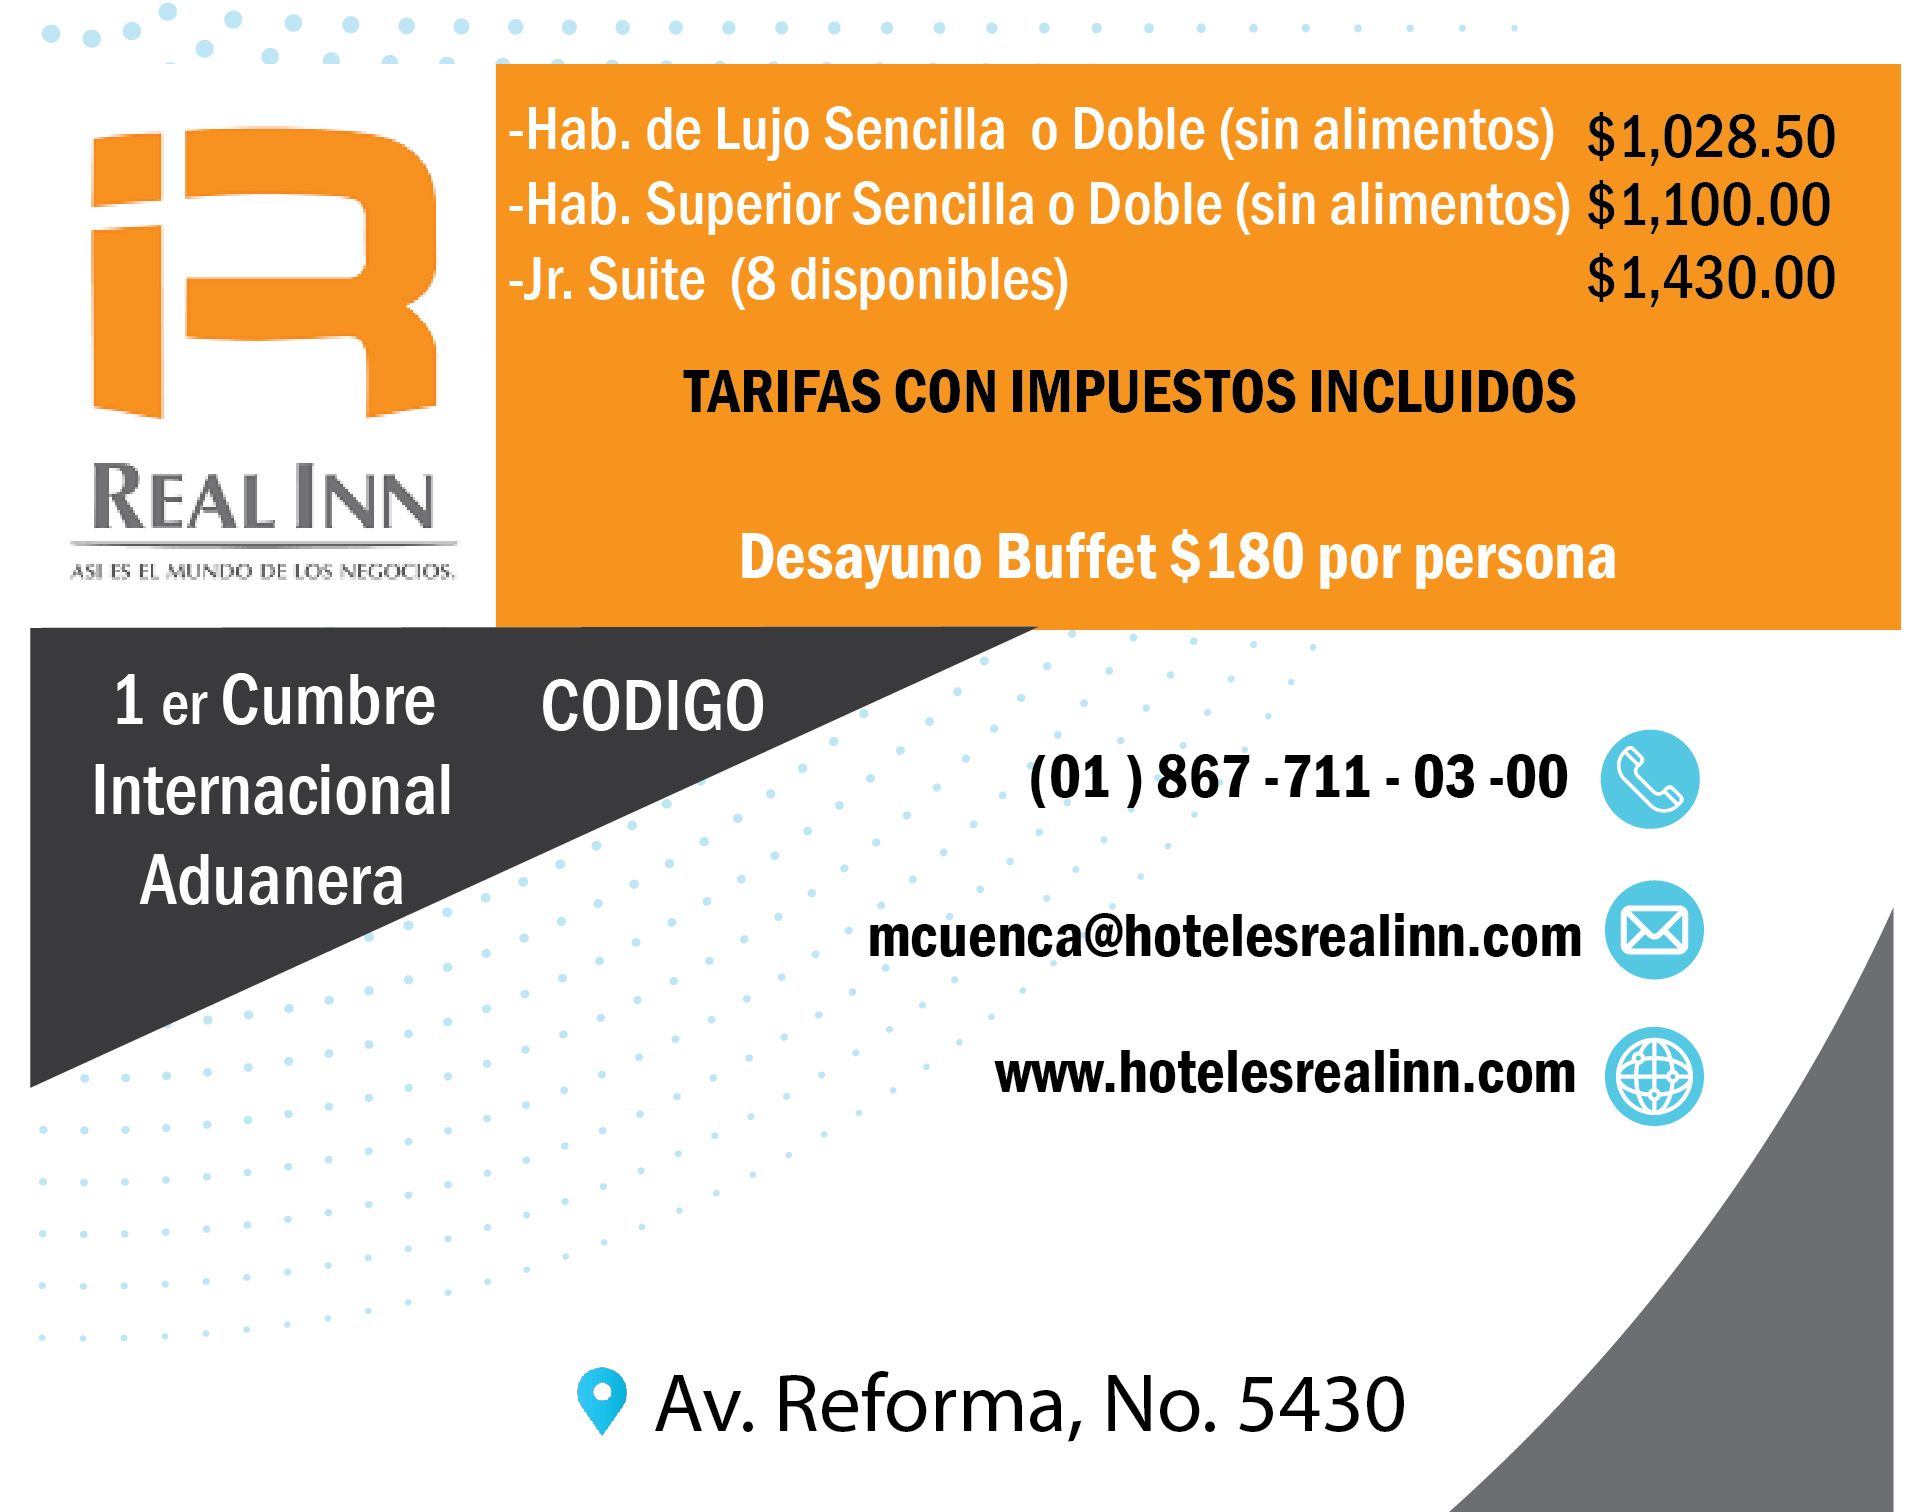 -Hab. de Lujo Sencilla o Doble (sin alimentos) $1,028.50
-Hab. Superior Sencilla o Doble (sin alimentos) $1,100.00
-Jr. Suite (8 disponibles) $1,430.00
TARIFAS CON IMPUESTOS INCLUIDOS
Desayuno Buffet $180 por persona
iR
REAL INN
ASI ES EL MUNDO DE LOS NEGOCIOS.
1 er Cumbre
Internacional
Aduanera
CODIGO
(01 ) 867 -711 - 03 -00
mcuenca@hotelesrealinn.com
www.hotelesrealinn.com
Av. Reforma, No. 5430